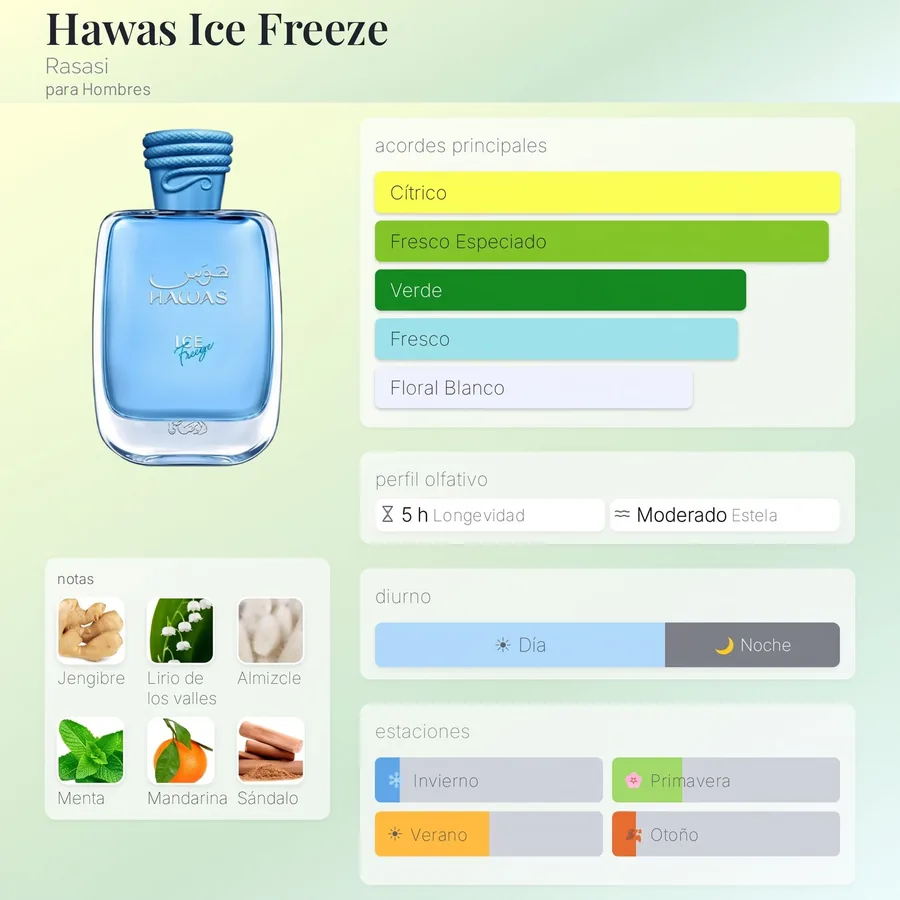 Hawas Ice Freeze
Rasasi
para Hombres
هوس
HAWAS
ICE
Freeze
الرصاصي
acordes principales
Cítrico
Fresco Especiado
Verde
Fresco
Floral Blanco
perfil olfativo
5 h Longevidad
Moderado Estela
diurno
Día
Noche
estaciones
Invierno
Primavera
Verano
Otoño
notas
Jengibre
Lirio de
los valles
Almizcle
Menta
Mandarina
Sándalo